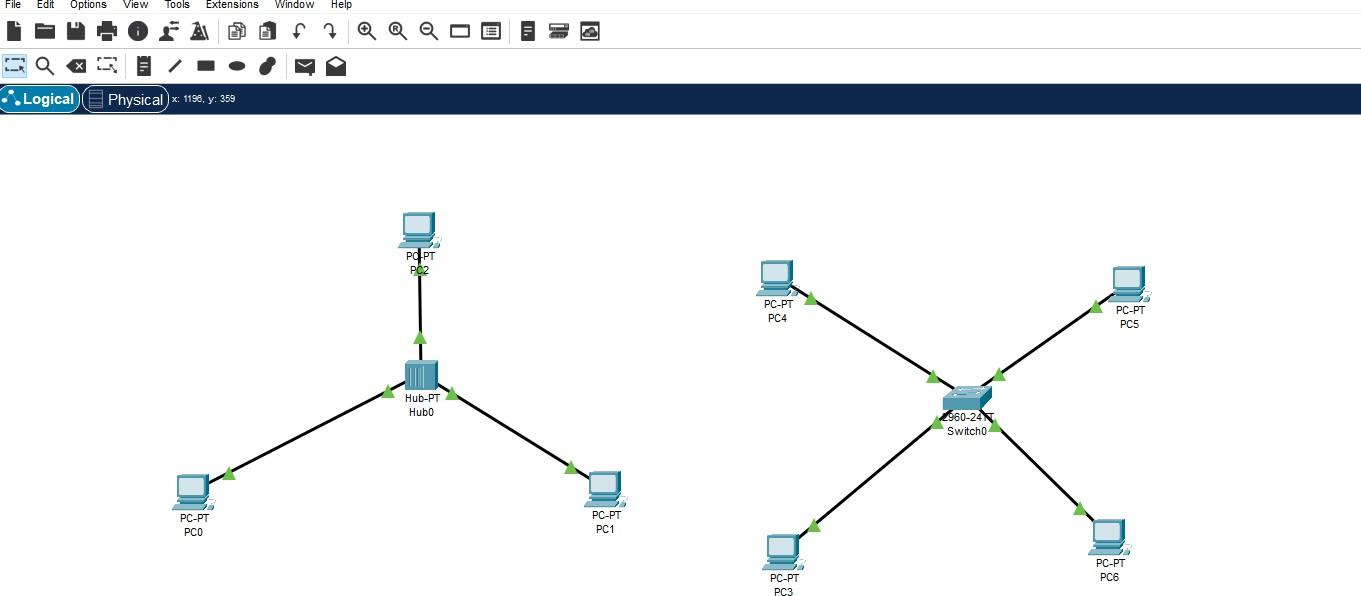 File Edit Options View Tools Extensions Window Help
Logical Physical x: 1196, y: 359
PC-PT
PC2
PC-PT
PC4
PC-PT
PC5
Hub-PT
Hub0
2960-24TT
Switch0
PC-PT
PC0
PC-PT
PC1
PC-PT
PC3
PC-PT
PC6